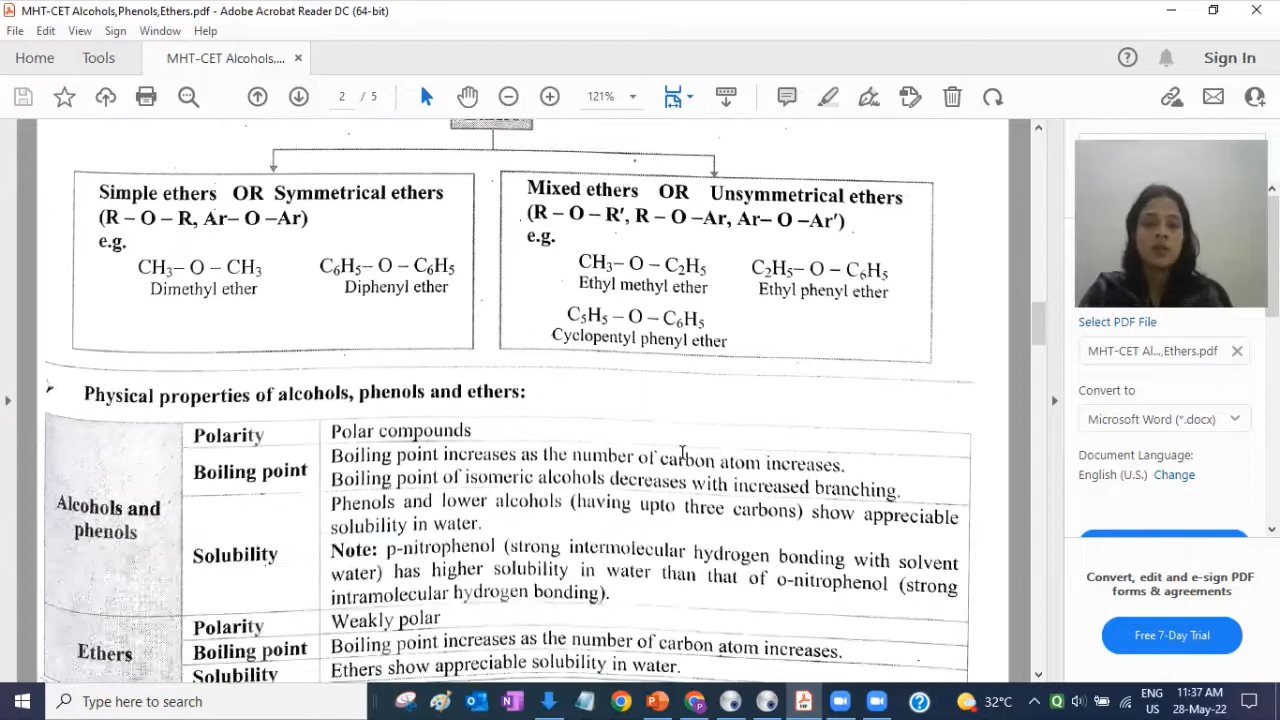 MHT-CET Alcohols,Phenols,Ethers.pdf - Adobe Acrobat Reader DC (64-bit)
File Edit View Sign Window Help
Home Tools MHT-CET Alcohols,... ×
Sign In
2 / 5 121%
Simple ethers OR Symmetrical ethers
(R – O – R, Ar– O –Ar)
e.g.
CH₃– O – CH₃ C₆H₅– O – C₆H₅
Dimethyl ether Diphenyl ether
Mixed ethers OR Unsymmetrical ethers
(R – O – R′, R – O –Ar, Ar– O –Ar′)
e.g.
CH₃– O – C₂H₅ C₂H₅– O – C₆H₅
Ethyl methyl ether Ethyl phenyl ether
C₅H₅ – O – C₆H₅
Cyclopentyl phenyl ether
Physical properties of alcohols, phenols and ethers:
Alcohols and
phenols
Polarity Polar compounds
Boiling point Boiling point increases as the number of carbon atom increases.
Boiling point of isomeric alcohols decreases with increased branching.
Solubility Phenols and lower alcohols (having upto three carbons) show appreciable
solubility in water.
Note: p-nitrophenol (strong intermolecular hydrogen bonding with solvent
water) has higher solubility in water than that of o-nitrophenol (strong
intramolecular hydrogen bonding).
Ethers
Polarity Weakly polar
Boiling point Boiling point increases as the number of carbon atom increases.
Solubility Ethers show appreciable solubility in water.
Select PDF File
MHT-CET Al...,Ethers.pdf
Convert to
Microsoft Word (*.docx)
Document Language:
English (U.S.) Change
Convert, edit and e-sign PDF
forms & agreements
Free 7-Day Trial
Type here to search
32°C
ENG
US
11:37 AM
28-May-22